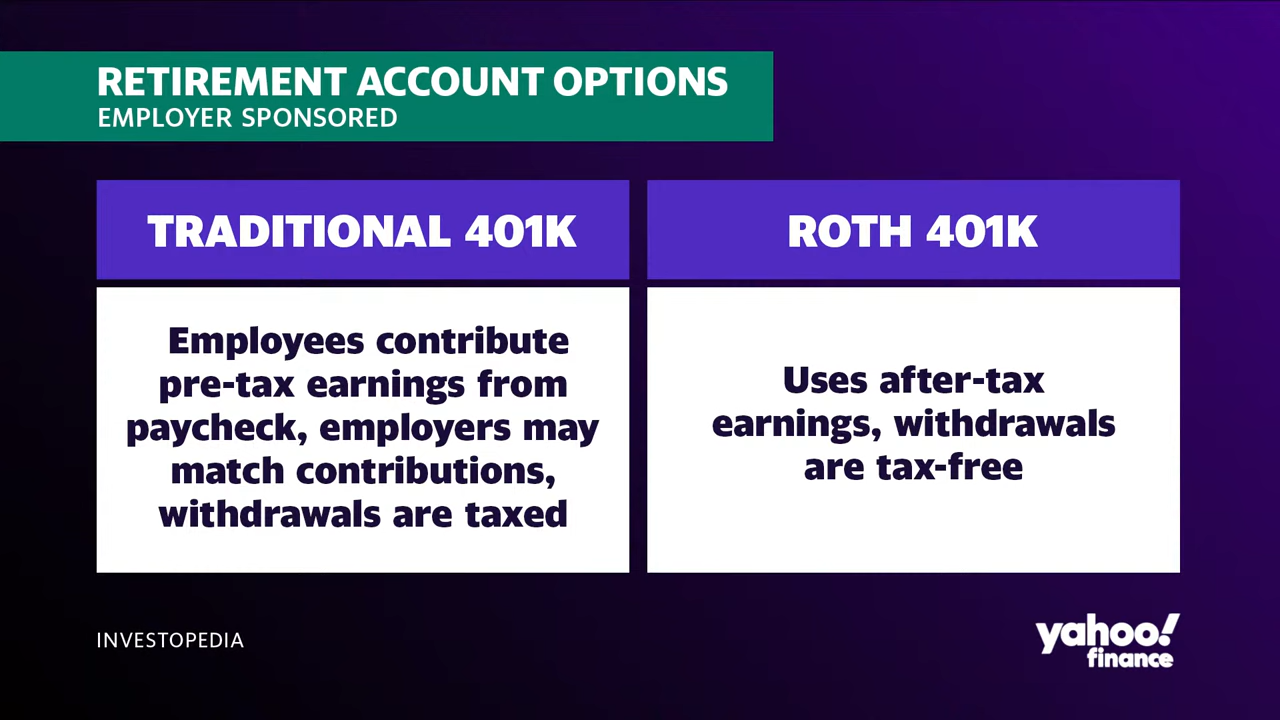 RETIREMENT ACCOUNT OPTIONS
EMPLOYER SPONSORED
TRADITIONAL 401K
Employees contribute
pre-tax earnings from
paycheck, employers may
match contributions,
withdrawals are taxed
ROTH 401K
Uses after-tax
earnings, withdrawals
are tax-free
INVESTOPEDIA
yahoo!
finance